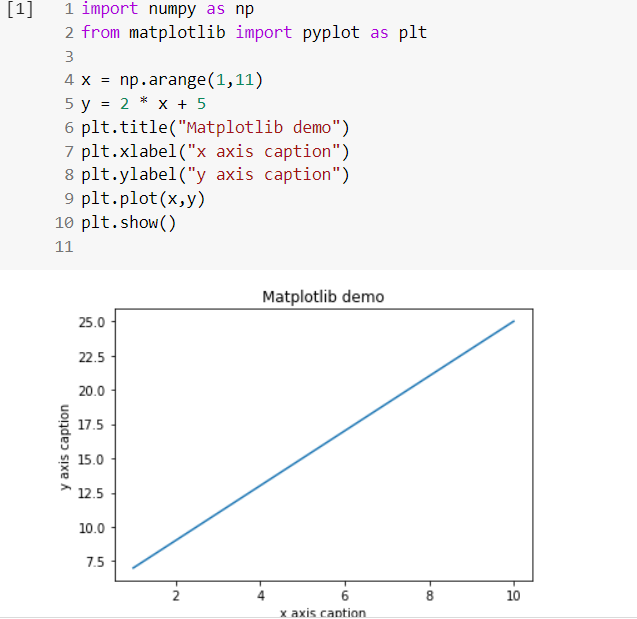 [1] 1 import numpy as np
2 from matplotlib import pyplot as plt
3
4 x = np.arange(1,11)
5 y = 2 * x + 5
6 plt.title("Matplotlib demo")
7 plt.xlabel("x axis caption")
8 plt.ylabel("y axis caption")
9 plt.plot(x,y)
10 plt.show()
11
Matplotlib demo
25.0
22.5
20.0
17.5
15.0
12.5
10.0
7.5
y axis caption
2 4 6 8 10
x axis caption